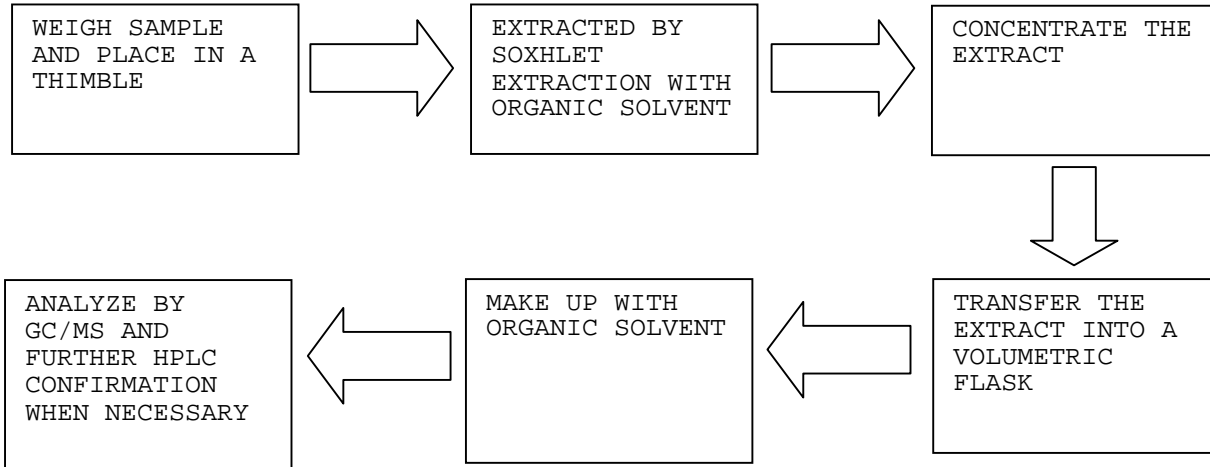 WEIGH SAMPLE
AND PLACE IN A
THIMBLE
EXTRACTED BY
SOXHLET
EXTRACTION WITH
ORGANIC SOLVENT
CONCENTRATE THE
EXTRACT
TRANSFER THE
EXTRACT INTO A
VOLUMETRIC
FLASK
MAKE UP WITH
ORGANIC SOLVENT
ANALYZE BY
GC/MS AND
FURTHER HPLC
CONFIRMATION
WHEN NECESSARY